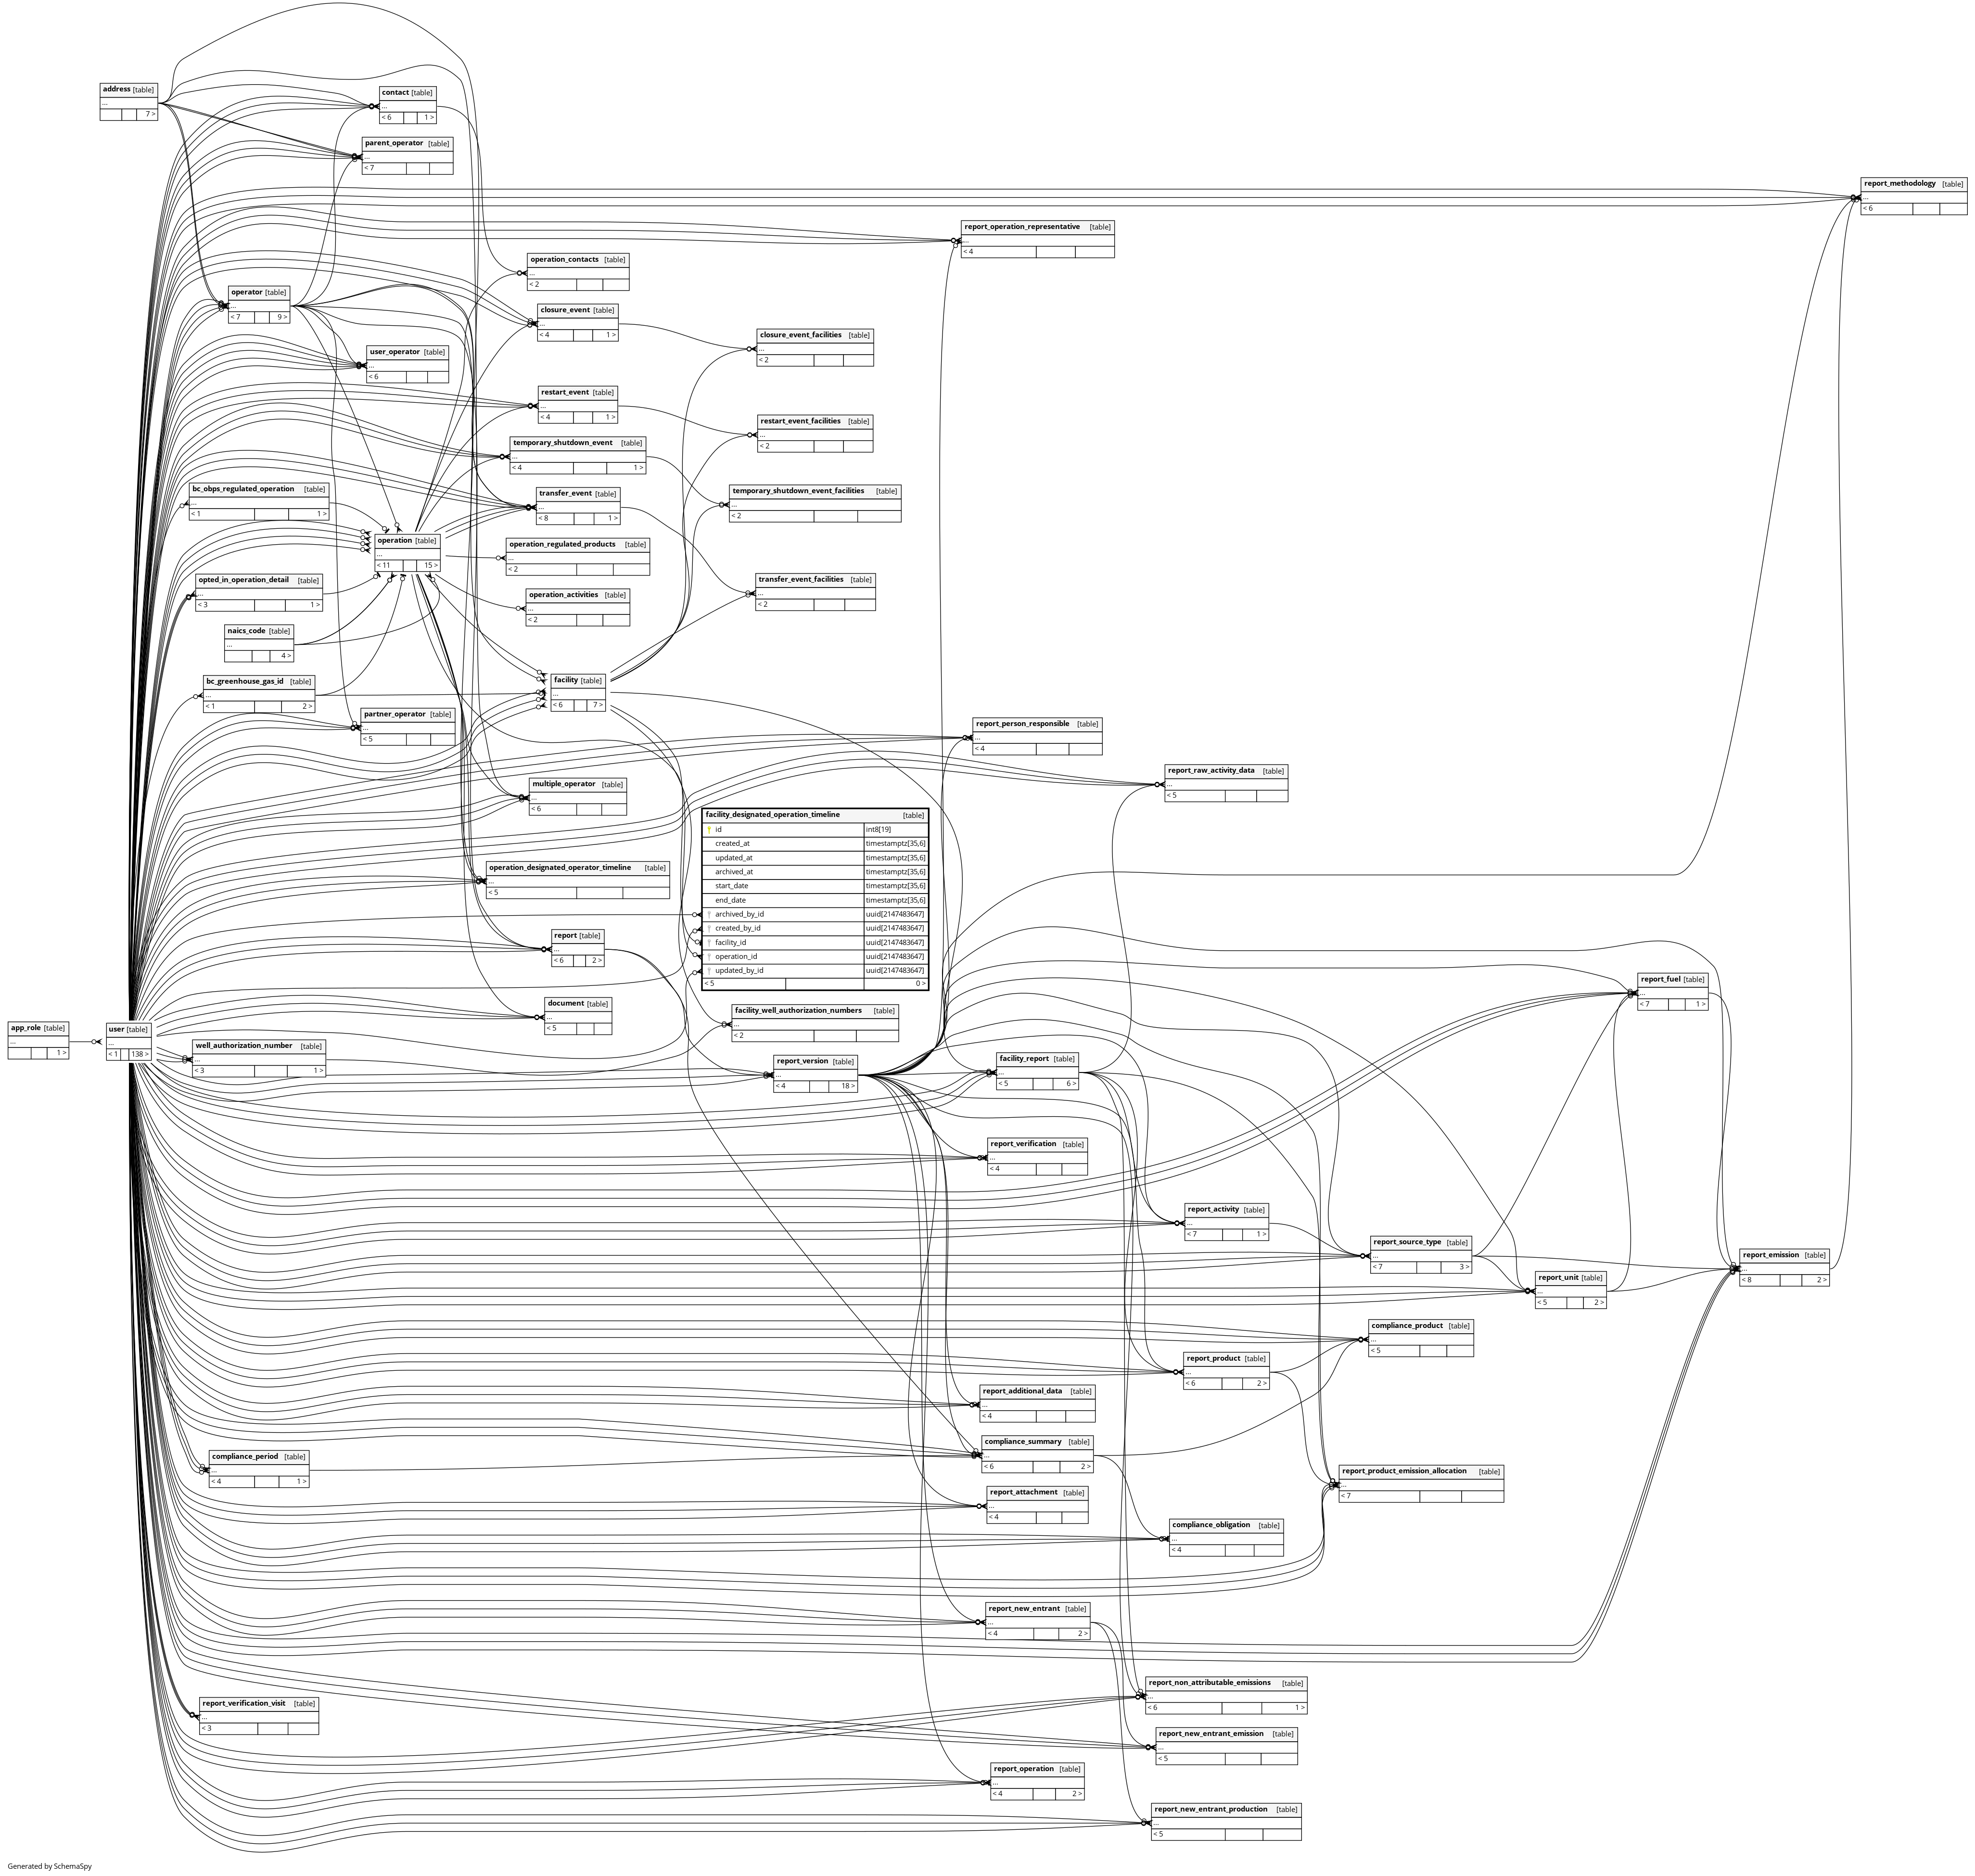 address [table]
...
7 >
contact [table]
...
< 6 1 >
parent_operator [table]
...
< 7
report_methodology [table]
...
< 6
report_operation_representative [table]
...
< 4
operation_contacts [table]
...
< 2
operator [table]
...
< 7 9 >
closure_event [table]
...
< 4 1 >
closure_event_facilities [table]
...
< 2
user_operator [table]
...
< 6
restart_event [table]
...
< 4 1 >
restart_event_facilities [table]
...
< 2
temporary_shutdown_event [table]
...
< 4 1 >
bc_obps_regulated_operation [table]
...
< 1 1 >
transfer_event [table]
...
< 8 1 >
temporary_shutdown_event_facilities [table]
...
< 2
operation [table]
...
< 11 15 >
operation_regulated_products [table]
...
< 2
opted_in_operation_detail [table]
...
< 3 1 >
transfer_event_facilities [table]
...
< 2
operation_activities [table]
...
< 2
naics_code [table]
...
4 >
bc_greenhouse_gas_id [table]
...
< 1 2 >
facility [table]
...
< 6 7 >
partner_operator [table]
...
< 5
report_person_responsible [table]
...
< 4
report_raw_activity_data [table]
...
< 5
multiple_operator [table]
...
< 6
facility_designated_operation_timeline [table]
id int8[19]
created_at timestamptz[35,6]
updated_at timestamptz[35,6]
archived_at timestamptz[35,6]
start_date timestamptz[35,6]
end_date timestamptz[35,6]
archived_by_id uuid[2147483647]
created_by_id uuid[2147483647]
facility_id uuid[2147483647]
operation_id uuid[2147483647]
updated_by_id uuid[2147483647]
< 5 0 >
operation_designated_operator_timeline [table]
...
< 5
report [table]
...
< 6 2 >
report_fuel [table]
...
< 7 1 >
document [table]
...
< 5
facility_well_authorization_numbers [table]
...
< 2
app_role [table]
...
1 >
user [table]
...
< 1 138 >
well_authorization_number [table]
...
< 3 1 >
report_version [table]
...
< 4 18 >
facility_report [table]
...
< 5 6 >
report_verification [table]
...
< 4
report_activity [table]
...
< 7 1 >
report_source_type [table]
...
< 7 3 >
report_emission [table]
...
< 8 2 >
report_unit [table]
...
< 5 2 >
compliance_product [table]
...
< 5
report_product [table]
...
< 6 2 >
report_additional_data [table]
...
< 4
compliance_summary [table]
...
< 6 2 >
compliance_period [table]
...
< 4 1 >
report_product_emission_allocation [table]
...
< 7
report_attachment [table]
...
< 4
compliance_obligation [table]
...
< 4
report_new_entrant [table]
...
< 4 2 >
report_non_attributable_emissions [table]
...
< 6 1 >
report_verification_visit [table]
...
< 3
report_new_entrant_emission [table]
...
< 5
report_operation [table]
...
< 4 2 >
report_new_entrant_production [table]
...
< 5
Generated by SchemaSpy